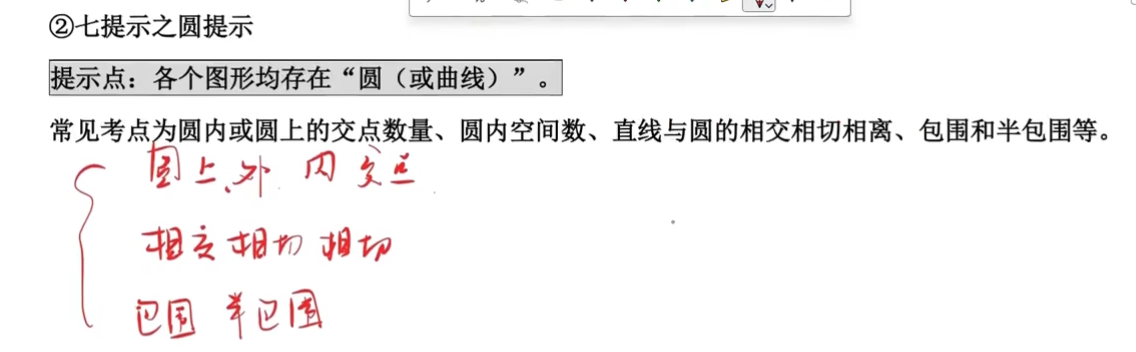 ②七提示之圆提示
提示点：各个图形均存在“圆（或曲线）”。
常见考点为圆内或圆上的交点数量、圆内空间数、直线与圆的相交相切相离、包围和半包围等。
圆上、外 内 交点
相交 相切 相切
包围 半包围